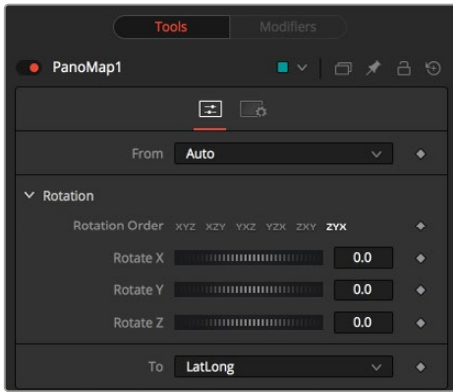 Tools Modifiers
PanoMap1
From Auto
Rotation
Rotation Order XYZ XZY YXZ YZX ZXY ZYX
Rotate X 0.0
Rotate Y 0.0
Rotate Z 0.0
To LatLong